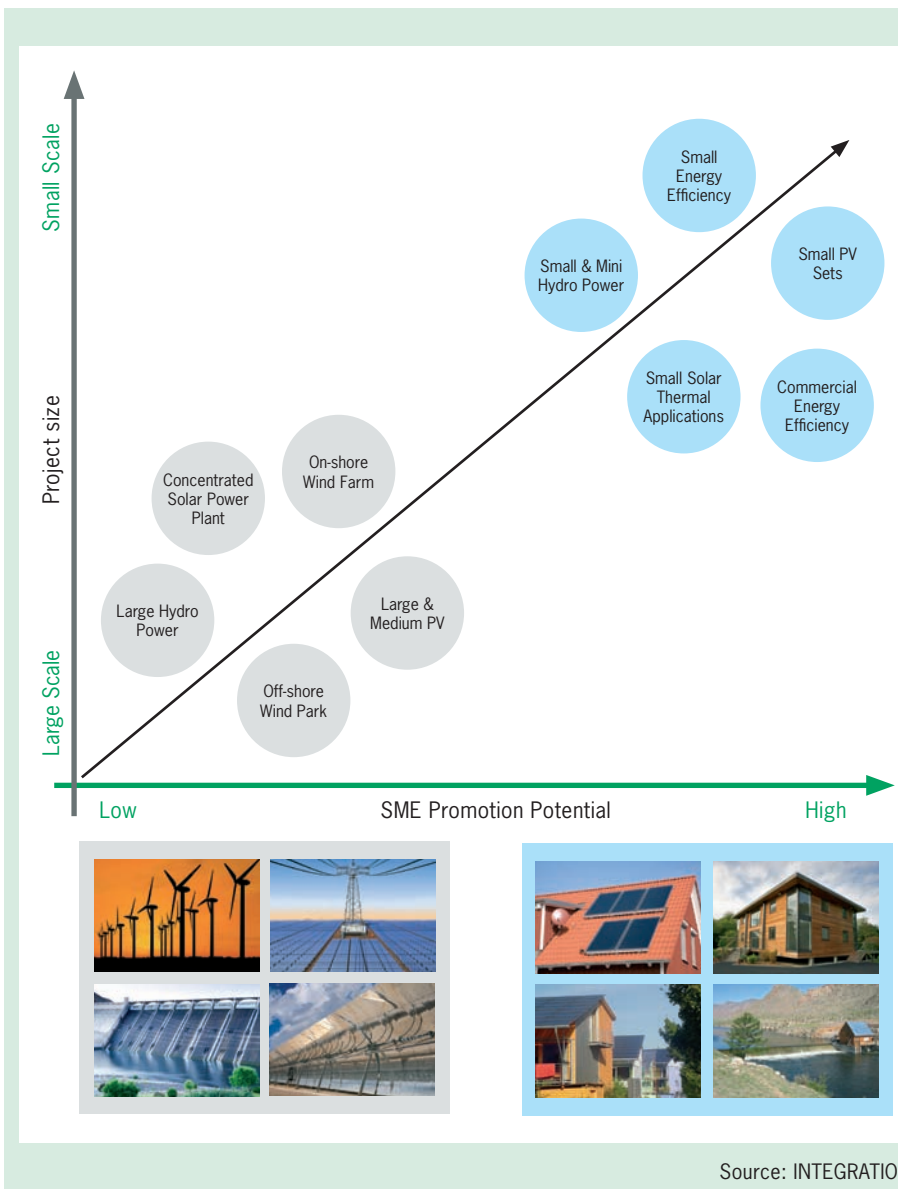 Small Scale
Project size
Large Scale
Small
Energy
Efficiency
Small & Mini
Hydro Power
Small PV
Sets
Small Solar
Thermal
Applications
Commercial
Energy
Efficiency
On-shore
Wind Farm
Concentrated
Solar Power
Plant
Large Hydro
Power
Large &
Medium PV
Off-shore
Wind Park
Low
SME Promotion Potential
High
Source: INTEGRATIO